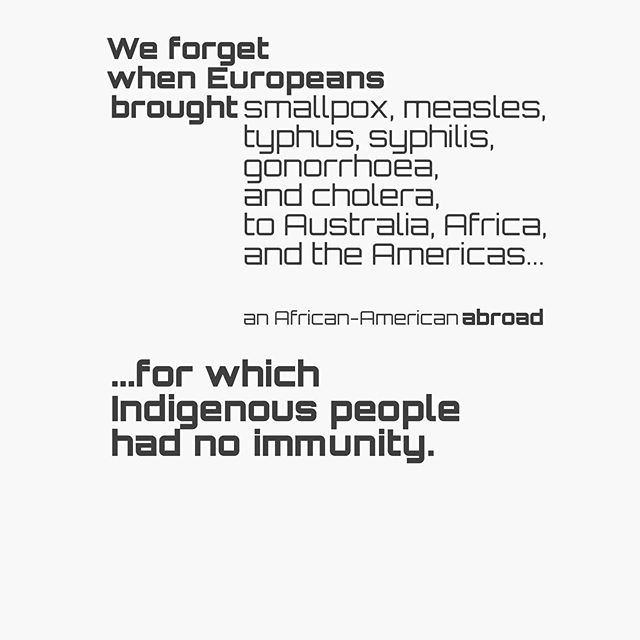 We forget
when Europeans
brought smallpox, measles,
typhus, syphilis,
gonorrhoea,
and cholera,
to Australia, Africa,
and the Americas...
an African-American abroad
...for which
Indigenous people
had no immunity.